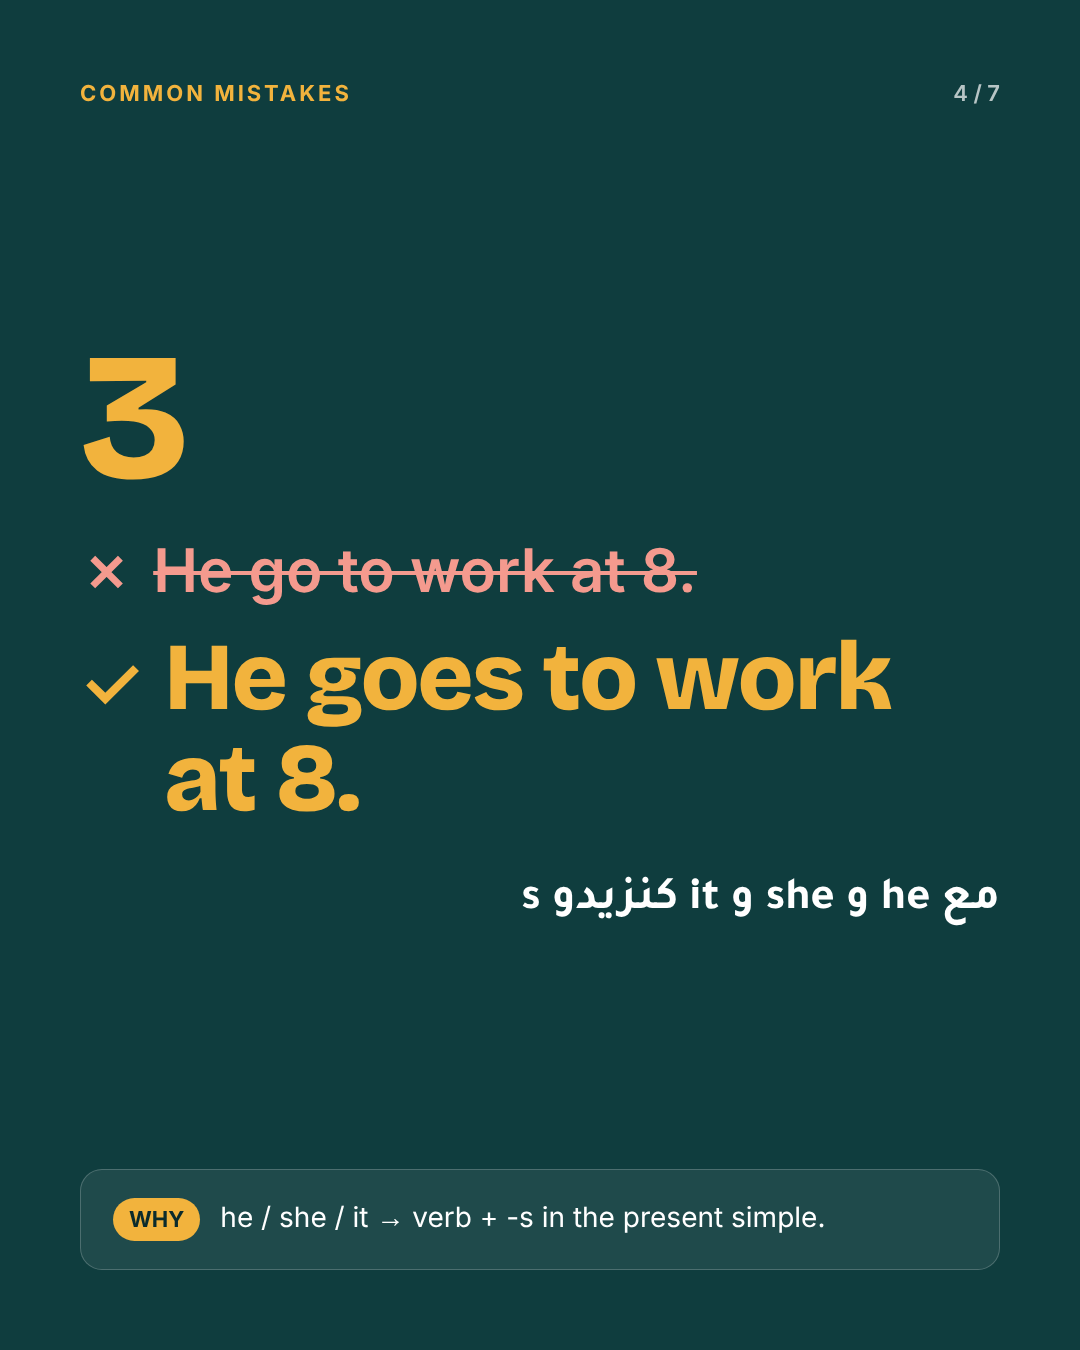 COMMON MISTAKES
4 / 7
3
✕ He go to work at 8.
✓ He goes to work
at 8.
مع he و she و it كنزيدو s
WHY he / she / it → verb + -s in the present simple.